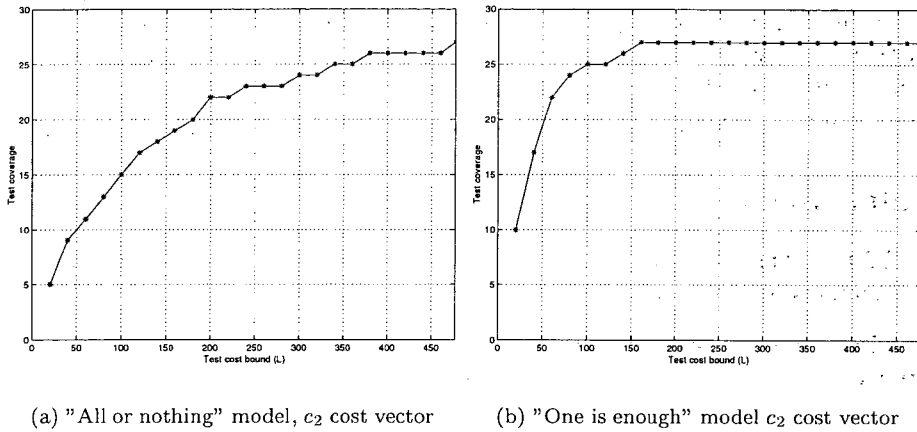 30
25
20
15
10
5
0
Test coverage
0 50 100 150 200 250 300 350 400 450
Test cost bound (L)
(a) "All or nothing" model, c₂ cost vector
30
25
20
15
10
5
0
Test coverage
0 50 100 150 200 250 300 350 400 450
Test cost bound (L)
(b) "One is enough" model c₂ cost vector